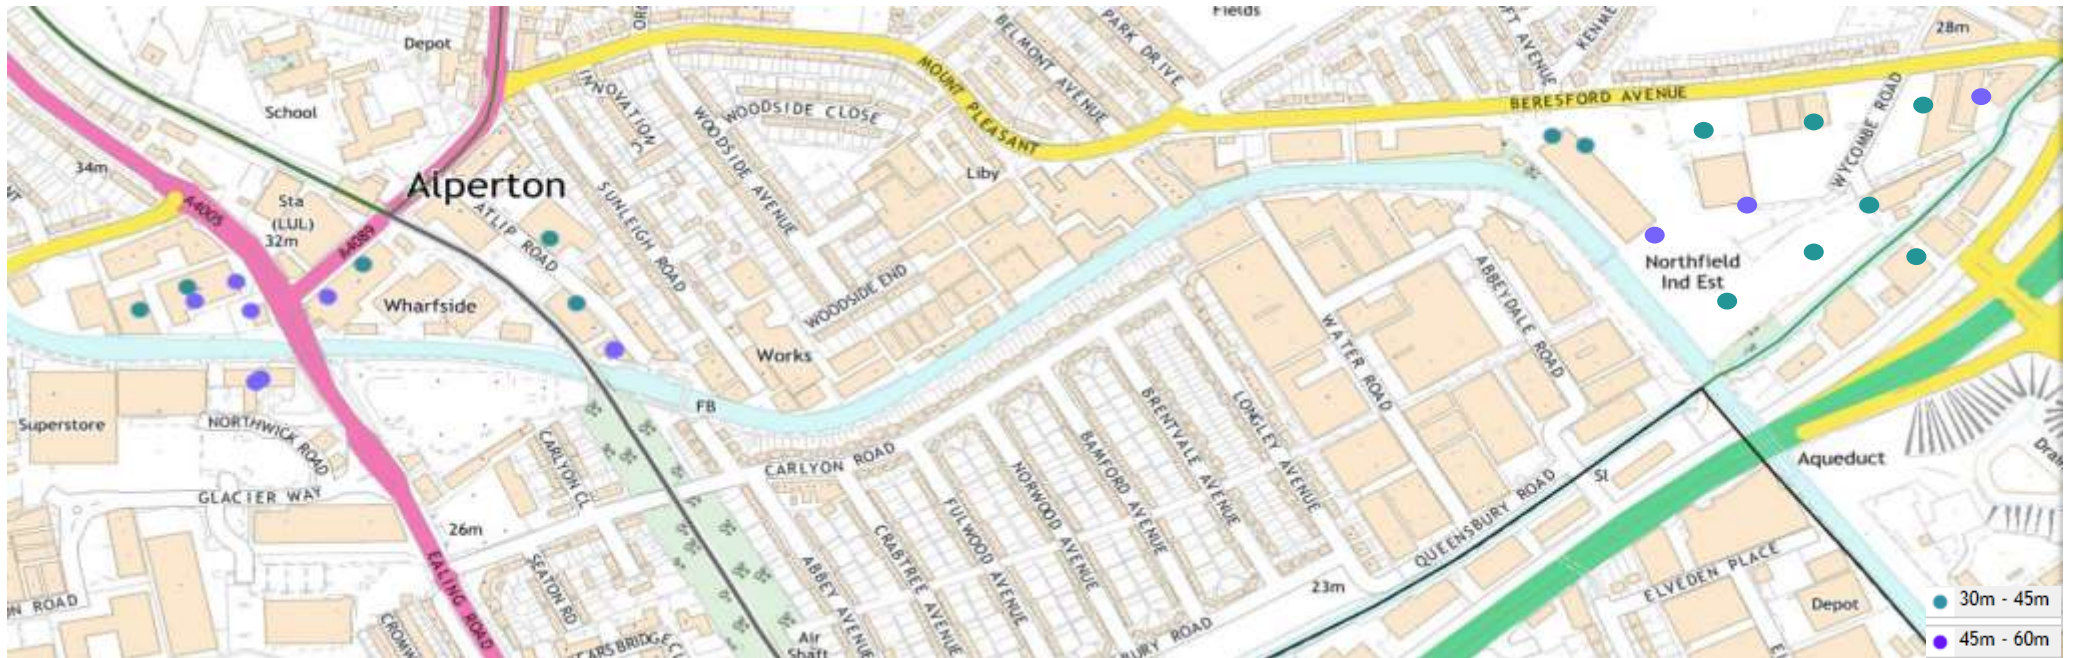 Fields
28m
Depot
BELMONT AVENUE
PARK DRIVE
MOUNT PLEASANT
BERESFORD AVENUE
WYCOMBE ROAD
School
INOVATION
WOODSIDE CLOSE
WOODSIDE AVENUE
34m
Alperton
Liby
Sta
(LUL)
32m
A4005
A4089
ATLIP ROAD
SUNLEIGH ROAD
WOODSIDE END
Wharfside
Northfield
Ind Est
ABBEYDALE ROAD
WATER ROAD
Works
FB
Superstore
NORTHWICK ROAD
CARLYON CL
CARLYON ROAD
LONGLEY AVENUE
BRENTVALE AVENUE
BAMFORD AVENUE
NORWOOD AVENUE
FULWOOD AVENUE
CRABTREE AVENUE
ABBEY AVENUE
Aqueduct
Sl
QUEENSBURY ROAD
GLACIER WAY
26m
EALING ROAD
SEATON RD
23m
ELVEDEN PLACE
Depot
Air
Shaft
BURY ROAD
30m - 45m
45m - 60m